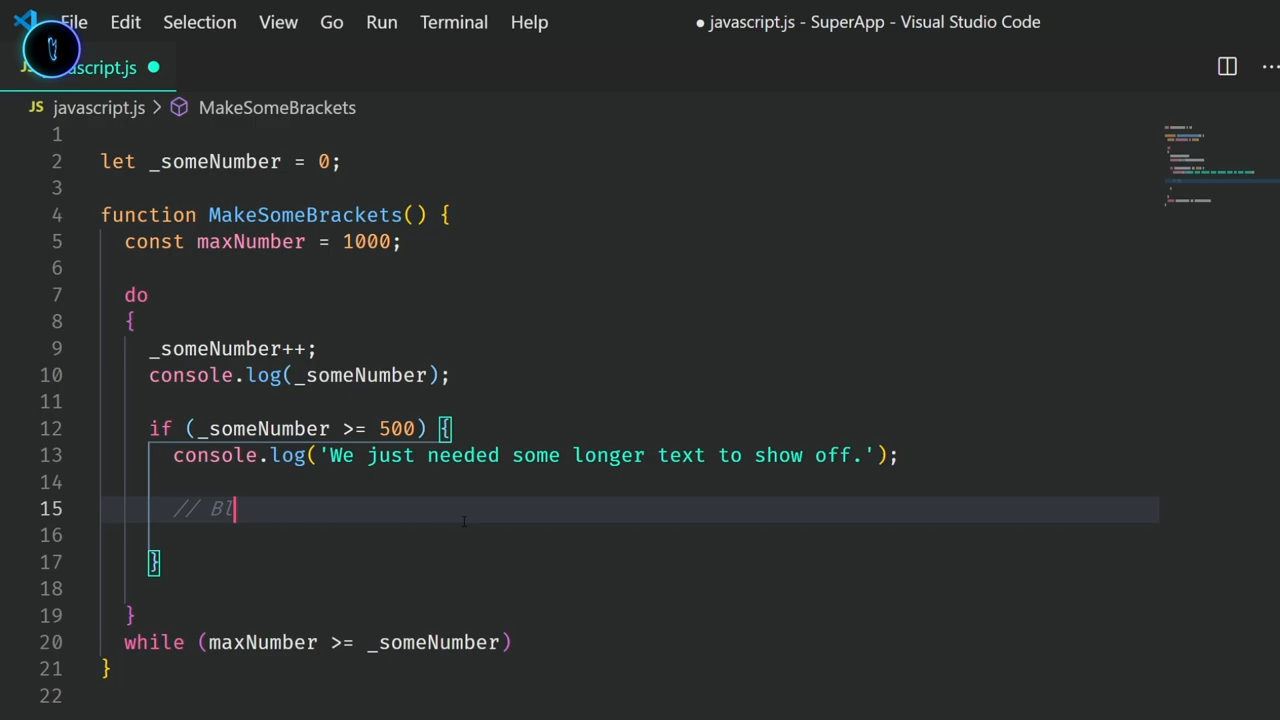 File Edit Selection View Go Run Terminal Help ● javascript.js - SuperApp - Visual Studio Code
javascript.js ●
JS javascript.js > MakeSomeBrackets
1
2 let _someNumber = 0;
3
4 function MakeSomeBrackets() {
5 const maxNumber = 1000;
6
7 do
8 {
9 _someNumber++;
10 console.log(_someNumber);
11
12 if (_someNumber >= 500) {
13 console.log('We just needed some longer text to show off.');
14
15 // Bl
16
17 }
18
19 }
20 while (maxNumber >= _someNumber)
21 }
22